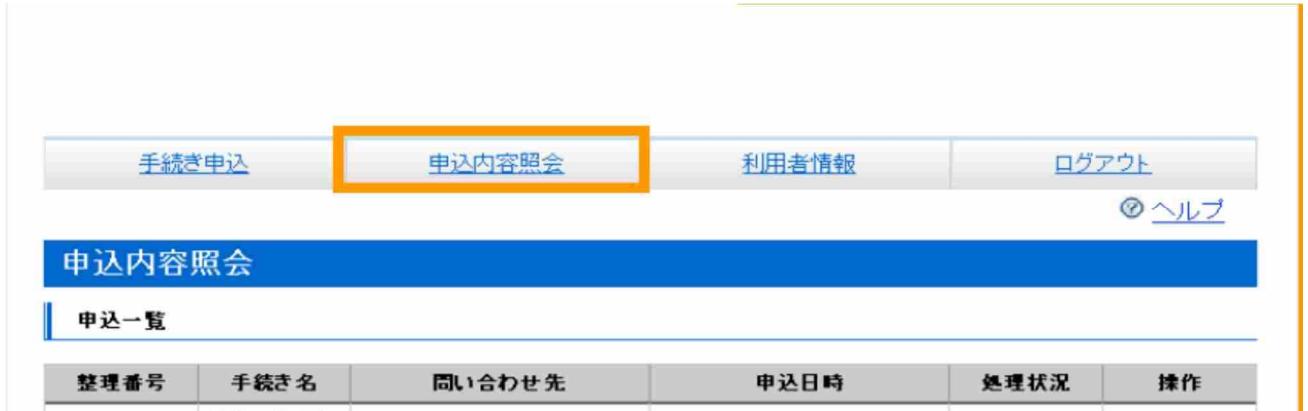 手続き申込 申込内容照会 利用者情報 ログアウト
ヘルプ
申込内容照会
申込一覧
整理番号 手続き名 問い合わせ先 申込日時 処理状況 操作